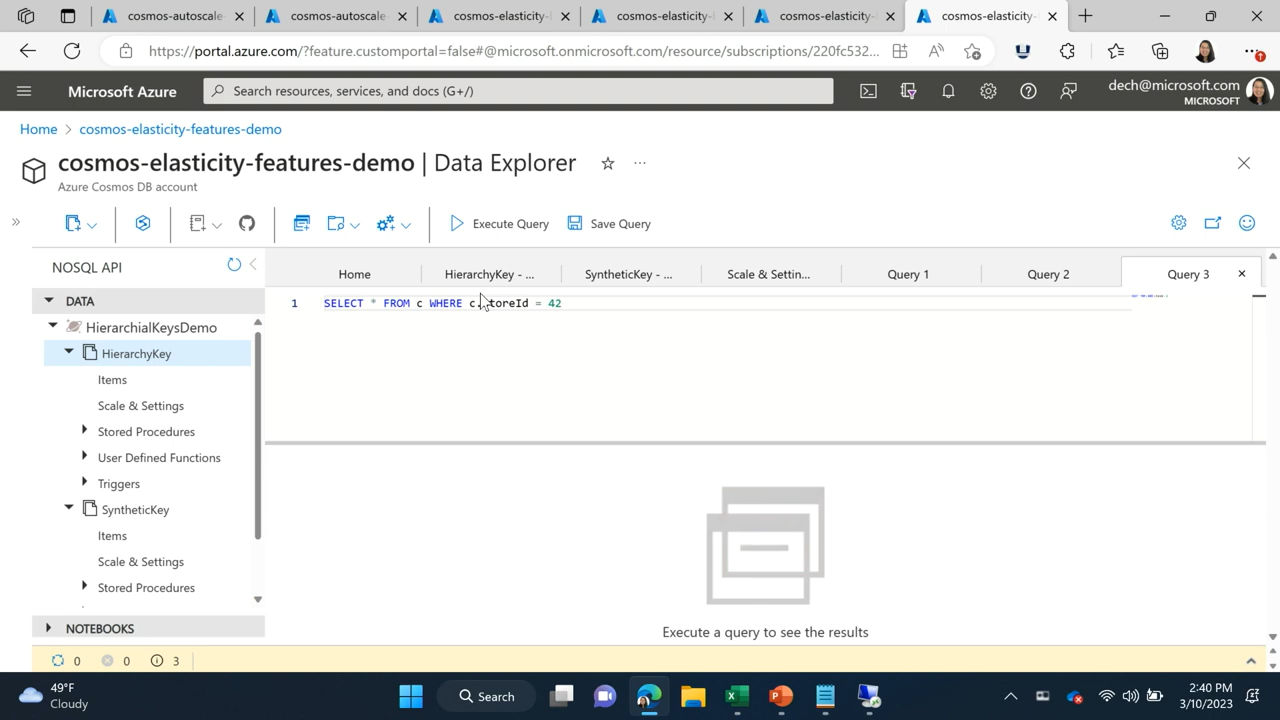 cosmos-autoscale-
cosmos-autoscale-
cosmos-elasticity-
cosmos-elasticity-
cosmos-elasticity-
cosmos-elasticity-
https://portal.azure.com/?feature.customportal=false#@microsoft.onmicrosoft.com/resource/subscriptions/220fc532...
Microsoft Azure
Search resources, services, and docs (G+/)
dech@microsoft.com
MICROSOFT
Home > cosmos-elasticity-features-demo
cosmos-elasticity-features-demo | Data Explorer
Azure Cosmos DB account
Execute Query
Save Query
NOSQL API
Home
HierarchyKey - ...
SyntheticKey - ...
Scale & Settin...
Query 1
Query 2
Query 3
DATA
1 SELECT * FROM c WHERE c.storeId = 42
HierarchialKeysDemo
HierarchyKey
Items
Scale & Settings
Stored Procedures
User Defined Functions
Triggers
SyntheticKey
Items
Scale & Settings
Stored Procedures
Execute a query to see the results
NOTEBOOKS
0 0 3
49°F
Cloudy
Search
2:40 PM
3/10/2023